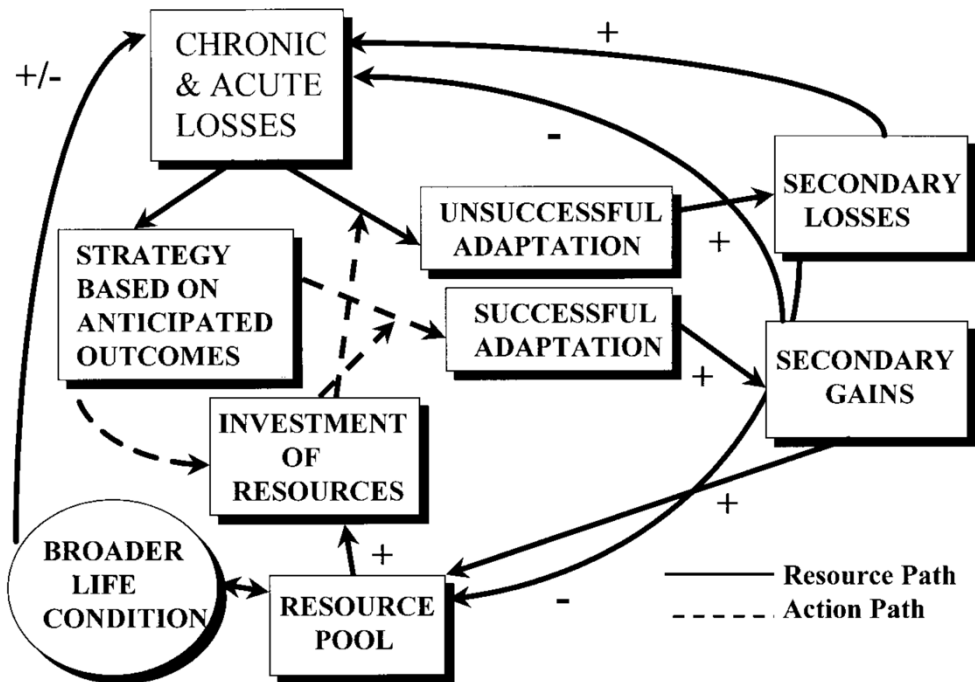 +/-
CHRONIC
& ACUTE
LOSSES
+
-
SECONDARY
LOSSES
UNSUCCESSFUL
ADAPTATION
+
STRATEGY
BASED ON
ANTICIPATED
OUTCOMES
SUCCESSFUL
ADAPTATION
+
SECONDARY
GAINS
INVESTMENT
OF
RESOURCES
+
BROADER
LIFE
CONDITION
+
RESOURCE
POOL
-
Resource Path
Action Path